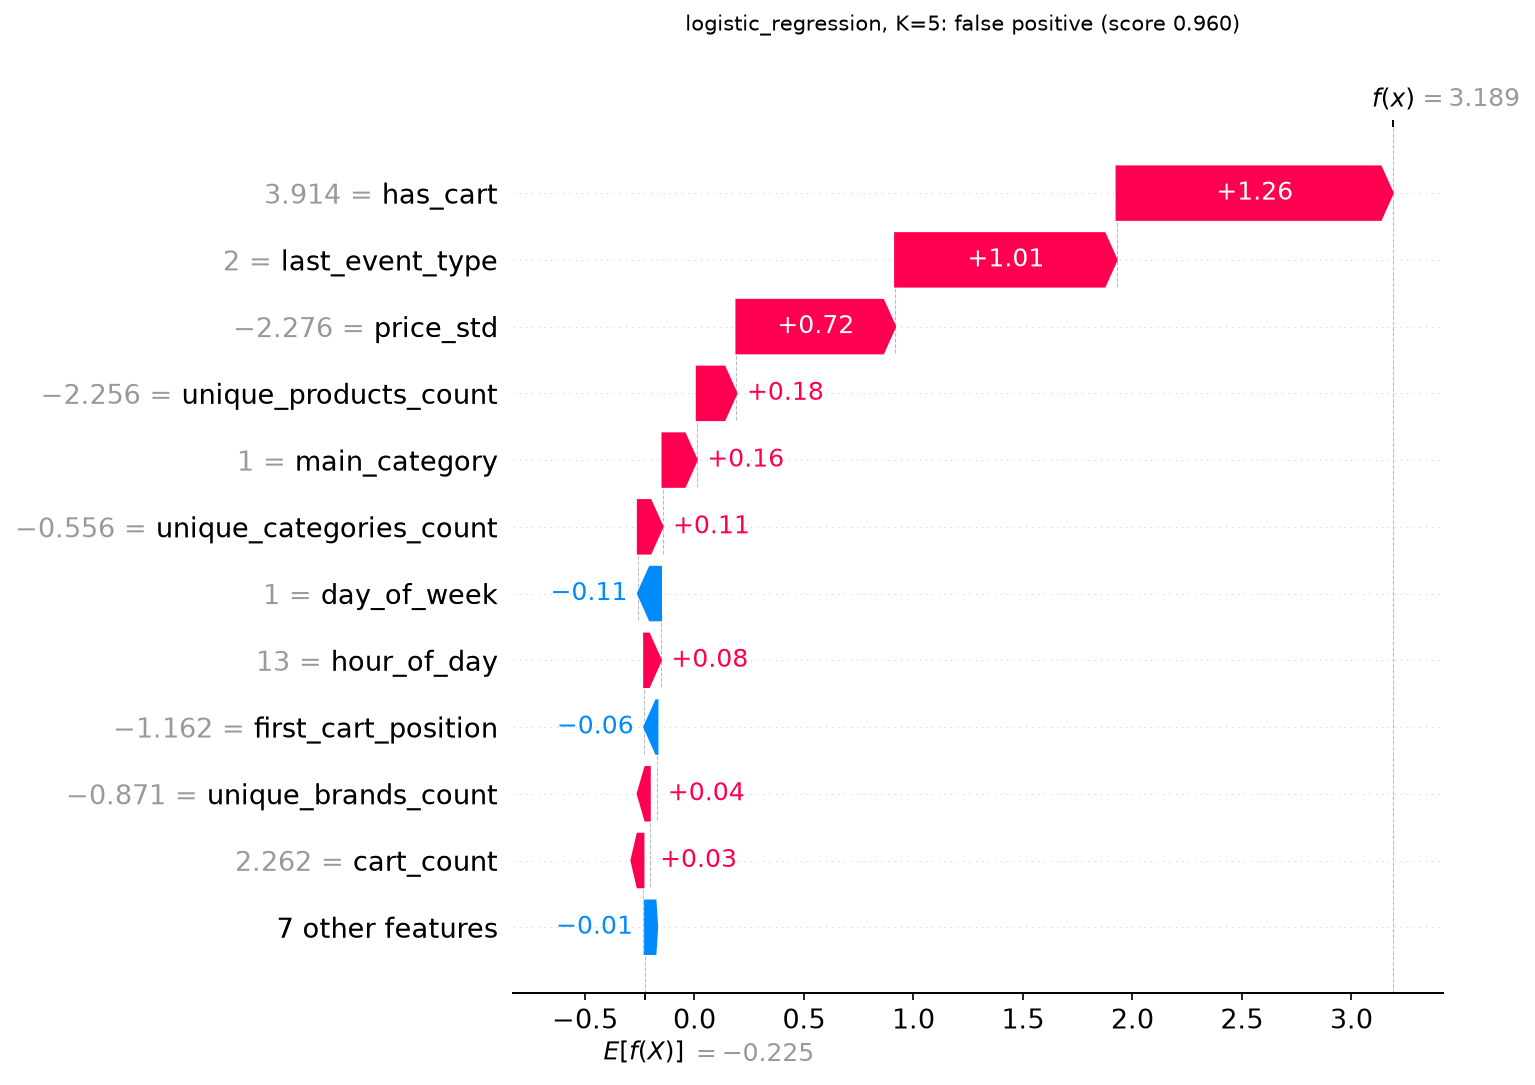 logistic_regression, K=5: false positive (score 0.960)
f(x) = 3.189
3.914 = has_cart +1.26
2 = last_event_type +1.01
−2.276 = price_std +0.72
−2.256 = unique_products_count +0.18
1 = main_category +0.16
−0.556 = unique_categories_count +0.11
1 = day_of_week −0.11
13 = hour_of_day +0.08
−1.162 = first_cart_position −0.06
−0.871 = unique_brands_count +0.04
2.262 = cart_count +0.03
7 other features −0.01
−0.5 0.0 0.5 1.0 1.5 2.0 2.5 3.0
E[f(X)] = −0.225